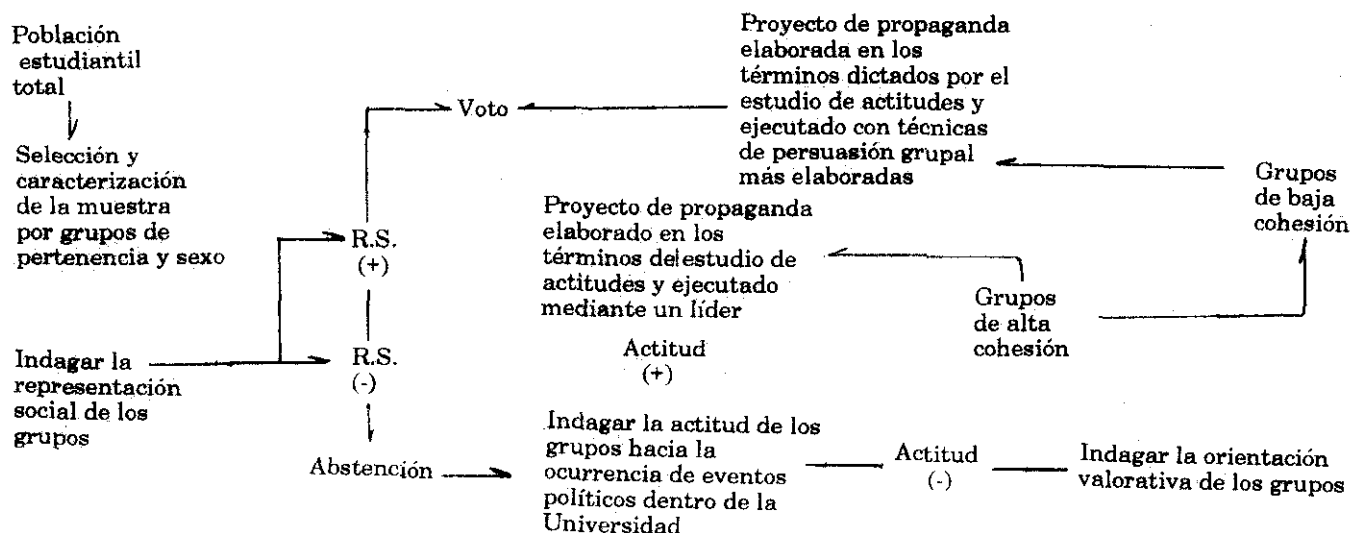 Población
estudiantil
total
Selección y
caracterización
de la muestra
por grupos de
pertenencia y sexo
Indagar la
representación
social de los
grupos
R.S.
(+)
R.S.
(-)
Voto
Abstención
Proyecto de propaganda
elaborada en los
términos dictados por el
estudio de actitudes y
ejecutado con técnicas
de persuasión grupal
más elaboradas
Proyecto de propaganda
elaborado en los
términos del estudio de
actitudes y ejecutado
mediante un líder
Actitud
(+)
Indagar la actitud de los
grupos hacia la
ocurrencia de eventos
políticos dentro de la
Universidad
Grupos
de baja
cohesión
Grupos
de alta
cohesión
Actitud
(-)
Indagar la orientación
valorativa de los grupos